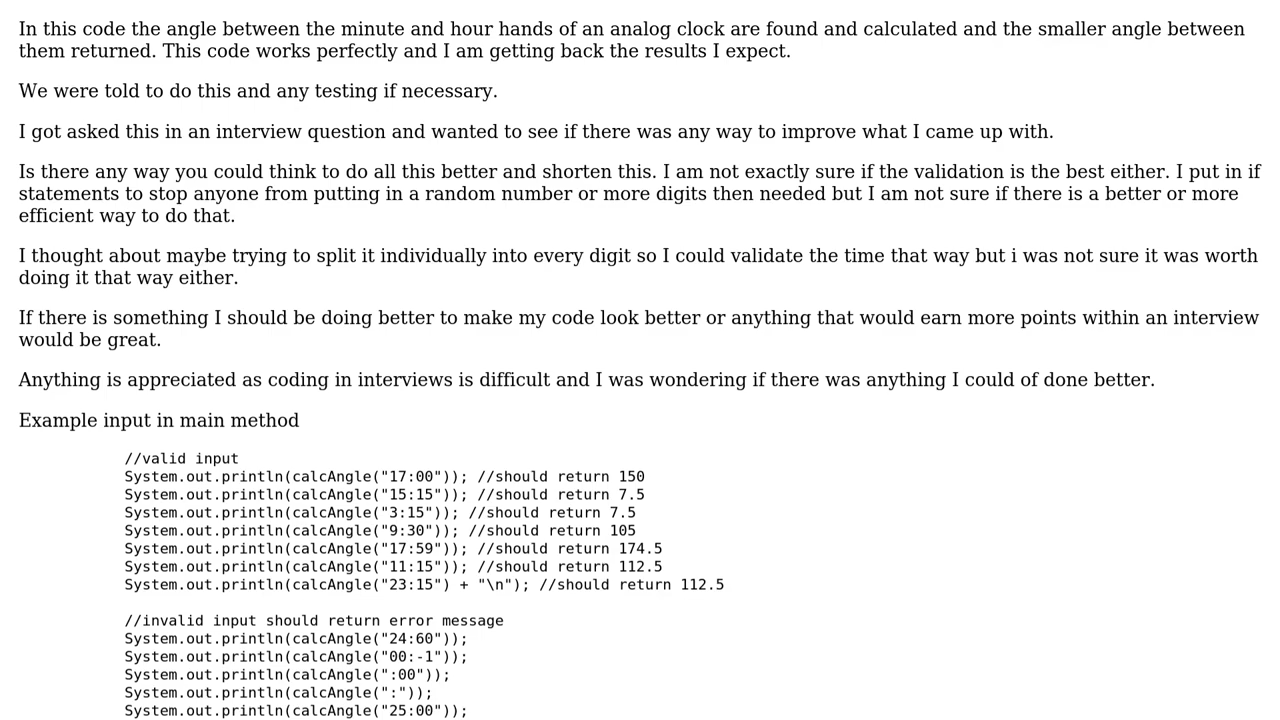 In this code the angle between the minute and hour hands of an analog clock are found and calculated and the smaller angle between
them returned. This code works perfectly and I am getting back the results I expect.
We were told to do this and any testing if necessary.
I got asked this in an interview question and wanted to see if there was any way to improve what I came up with.
Is there any way you could think to do all this better and shorten this. I am not exactly sure if the validation is the best either. I put in if
statements to stop anyone from putting in a random number or more digits then needed but I am not sure if there is a better or more
efficient way to do that.
I thought about maybe trying to split it individually into every digit so I could validate the time that way but i was not sure it was worth
doing it that way either.
If there is something I should be doing better to make my code look better or anything that would earn more points within an interview
would be great.
Anything is appreciated as coding in interviews is difficult and I was wondering if there was anything I could of done better.
Example input in main method
//valid input
System.out.println(calcAngle("17:00")); //should return 150
System.out.println(calcAngle("15:15")); //should return 7.5
System.out.println(calcAngle("3:15")); //should return 7.5
System.out.println(calcAngle("9:30")); //should return 105
System.out.println(calcAngle("17:59")); //should return 174.5
System.out.println(calcAngle("11:15")); //should return 112.5
System.out.println(calcAngle("23:15") + "\n"); //should return 112.5
//invalid input should return error message
System.out.println(calcAngle("24:60"));
System.out.println(calcAngle("00:-1"));
System.out.println(calcAngle(":00"));
System.out.println(calcAngle(":"));
System.out.println(calcAngle("25:00"));